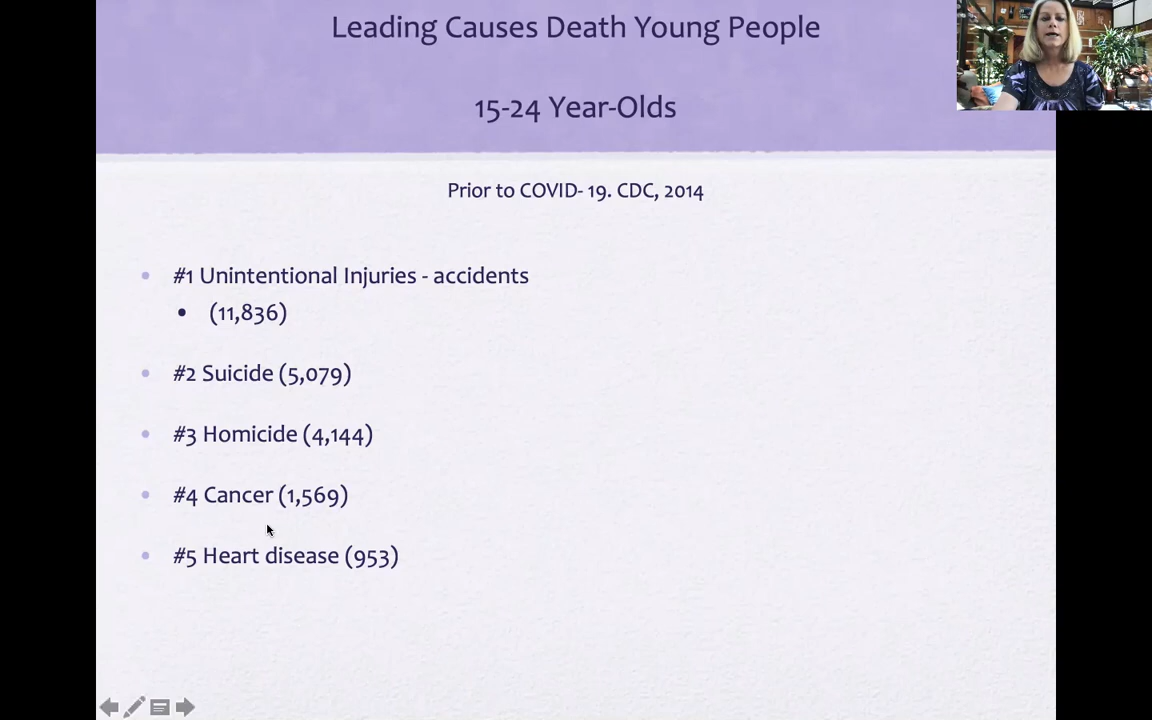 Leading Causes Death Young People
15-24 Year-Olds
Prior to COVID- 19. CDC, 2014
#1 Unintentional Injuries - accidents
(11,836)
#2 Suicide (5,079)
#3 Homicide (4,144)
#4 Cancer (1,569)
#5 Heart disease (953)